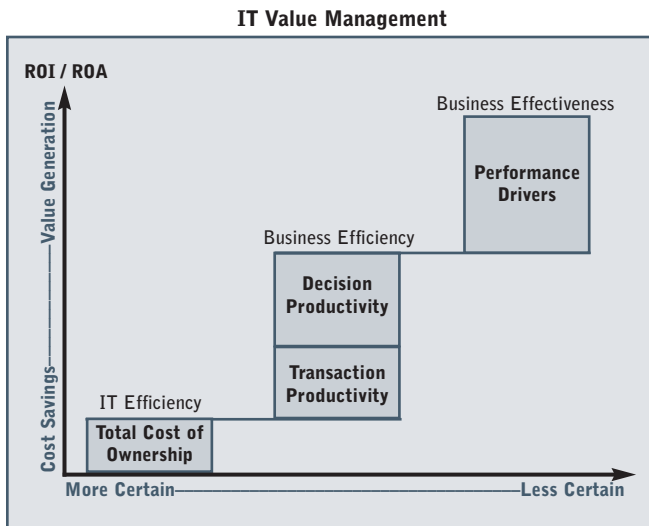 IT Value Management
ROI / ROA
Value Generation
Cost Savings
Business Effectiveness
Performance
Drivers
Business Efficiency
Decision
Productivity
Transaction
Productivity
IT Efficiency
Total Cost of
Ownership
More Certain
Less Certain